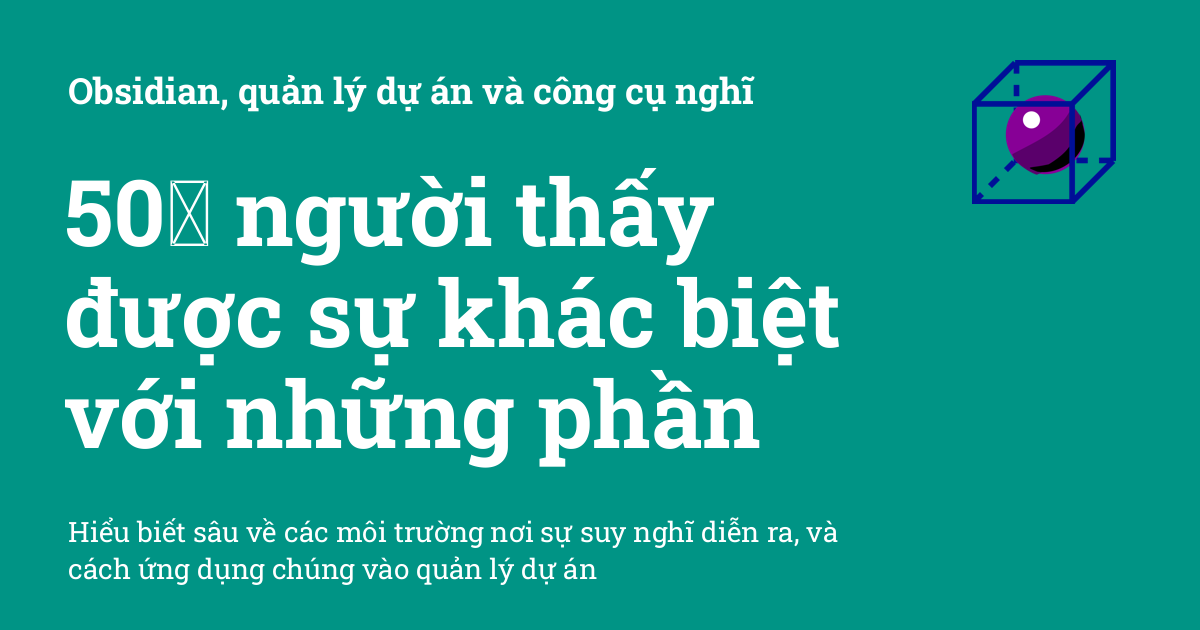 Obsidian, quản lý dự án và công cụ nghĩ
50 người thấy
được sự khác biệt
với những phần
Hiểu biết sâu về các môi trường nơi sự suy nghĩ diễn ra, và
cách ứng dụng chúng vào quản lý dự án